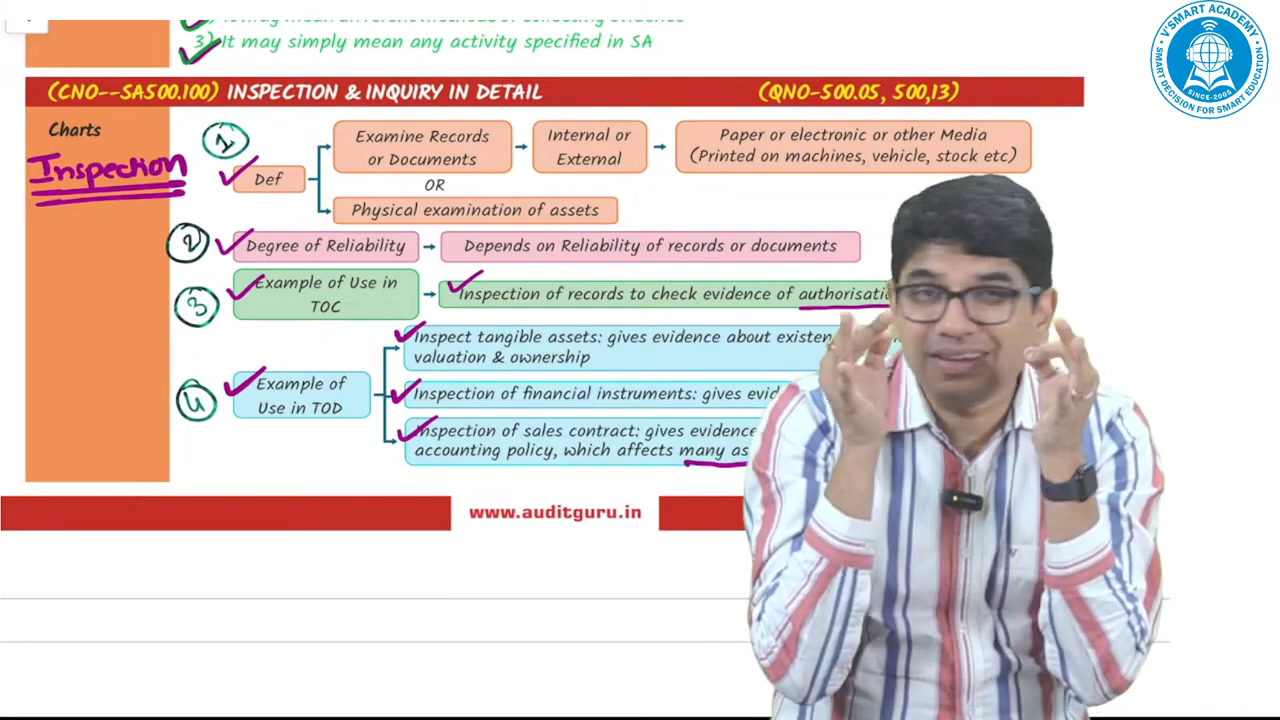 3) It may simply mean any activity specified in SA
(CNO--SA500.100) INSPECTION & INQUIRY IN DETAIL
(QNO-500.05, 500,13)
Charts
Inspection
1
Def
Examine Records
or Documents
Internal or
External
Paper or electronic or other Media
(Printed on machines, vehicle, stock etc)
OR
Physical examination of assets
2
Degree of Reliability
Depends on Reliability of records or documents
3
Example of Use in
TOC
Inspection of records to check evidence of
4
Example of
Use in TOD
Inspect tangible assets: gives evidence about
valuation & ownership
Inspection of financial instruments: gives
Inspection of sales contract: gives evidence
accounting policy, which affects many
www.auditguru.in
V'SMART ACADEMY
SINCE-2005
SMART DECISION FOR SMART EDUCATION